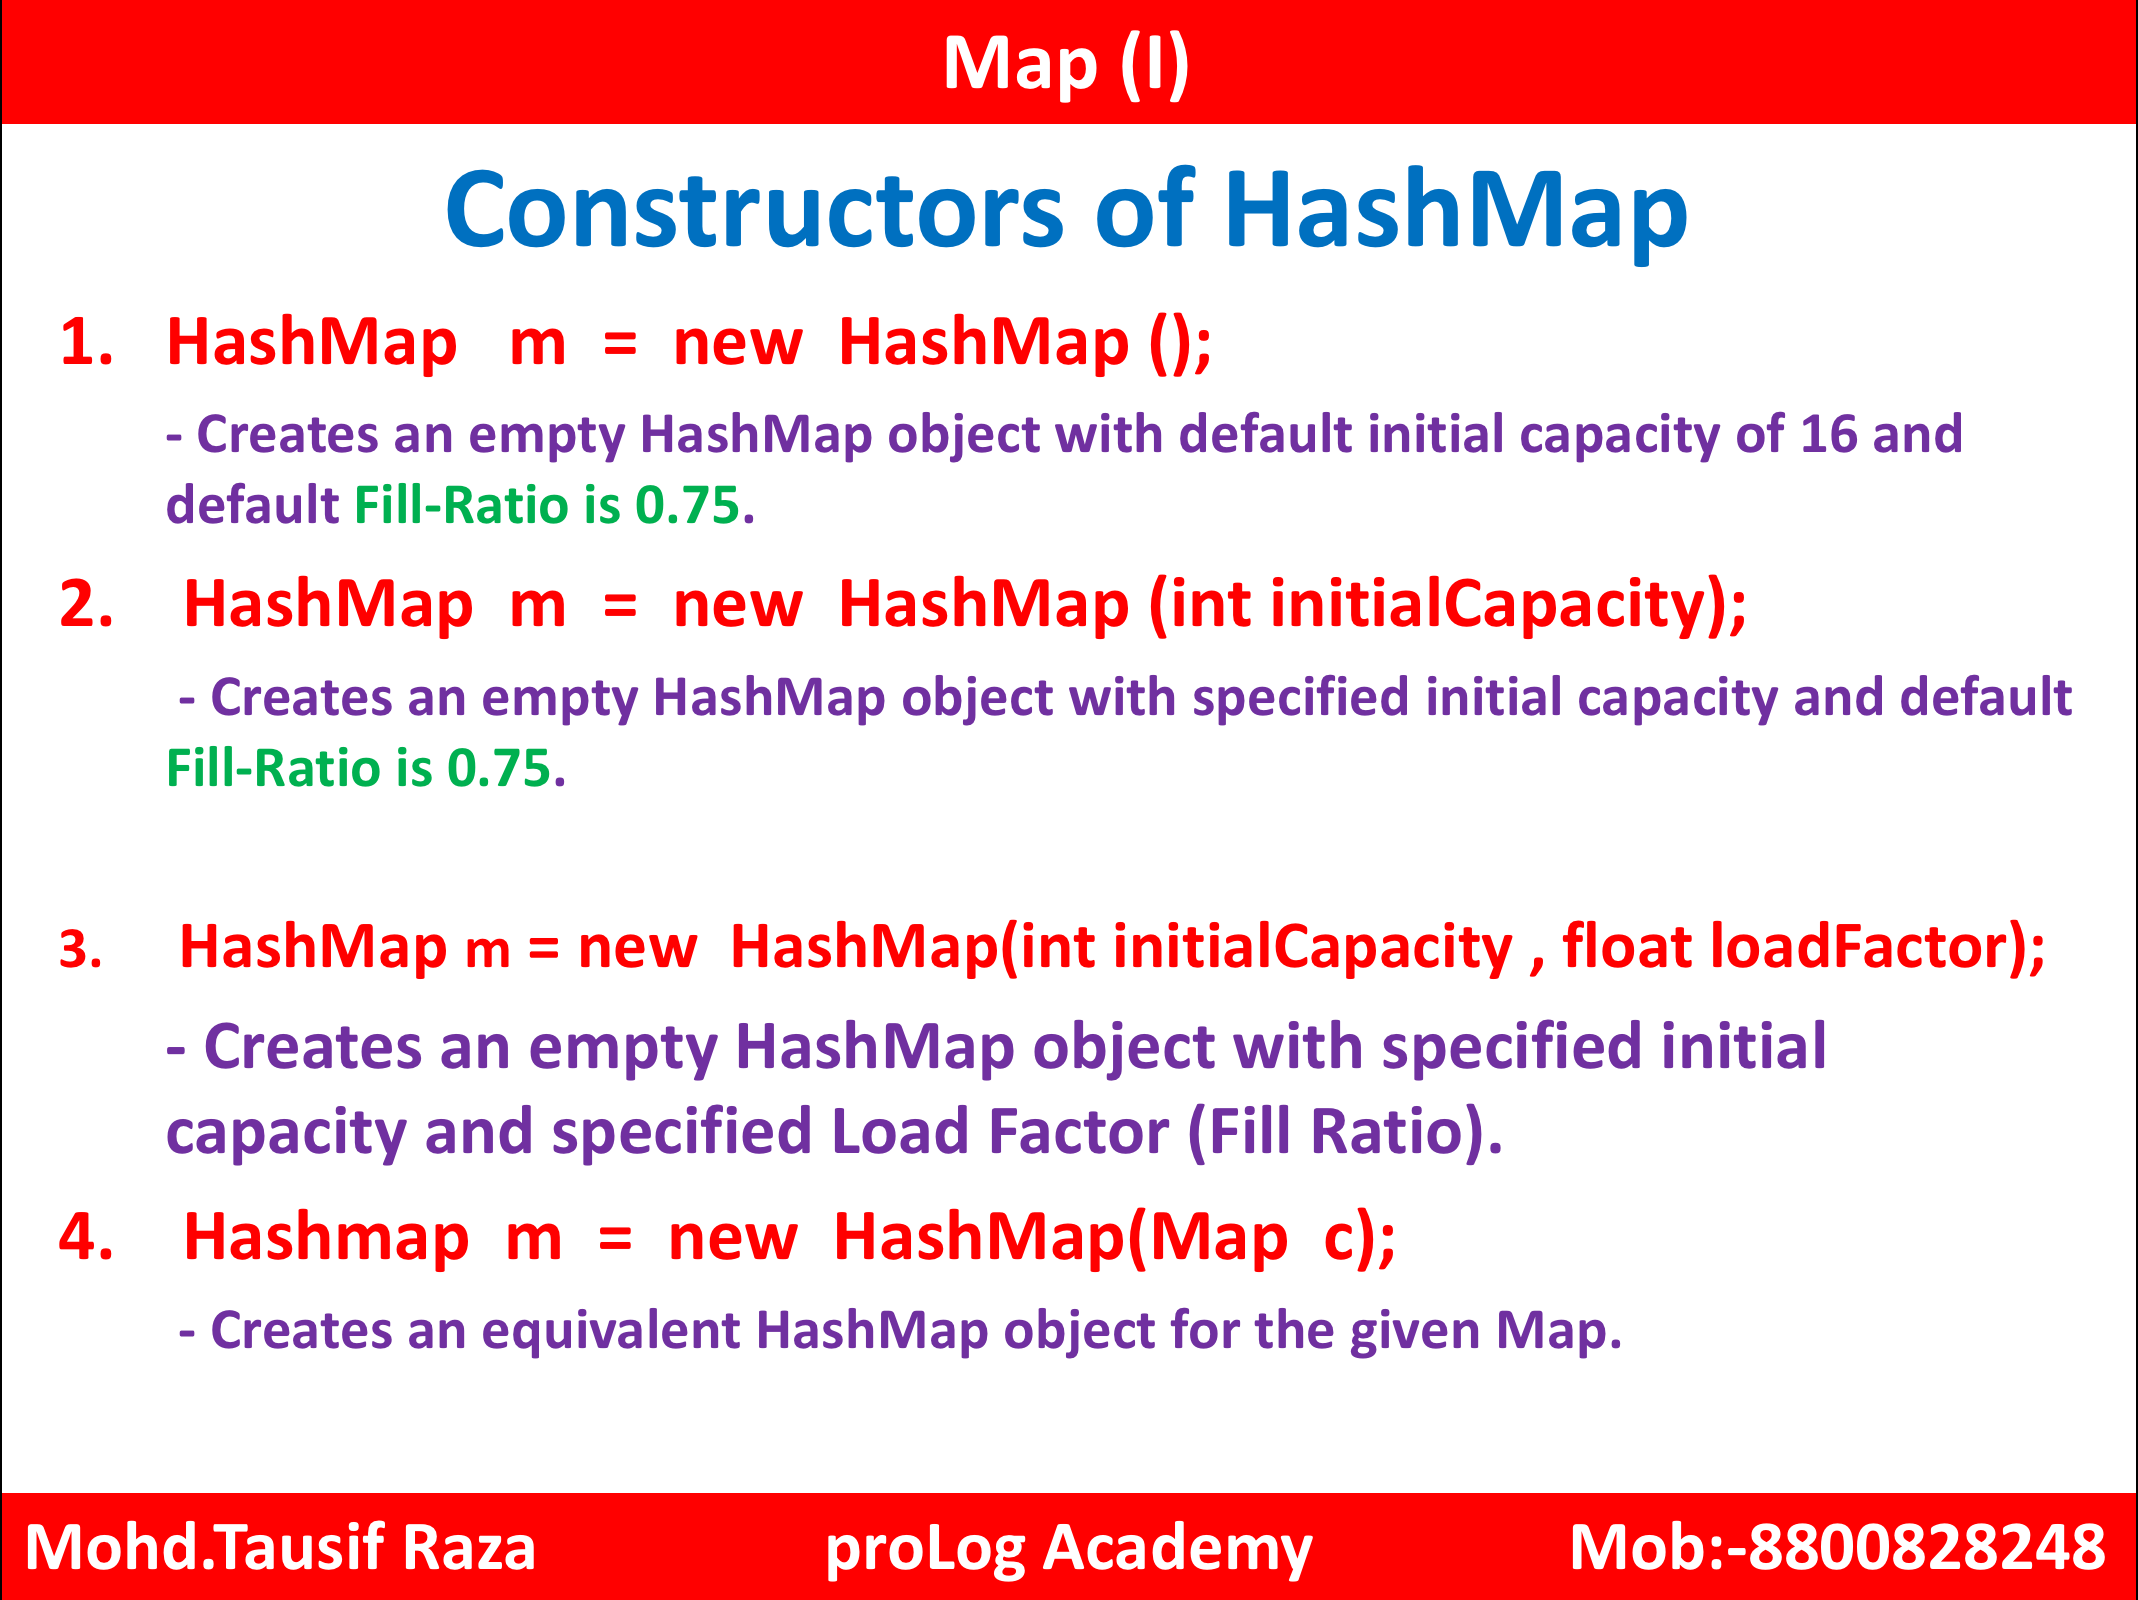 Map (I)
Constructors of HashMap
1. HashMap m = new HashMap ();
- Creates an empty HashMap object with default initial capacity of 16 and
default Fill-Ratio is 0.75.
2. HashMap m = new HashMap (int initialCapacity);
- Creates an empty HashMap object with specified initial capacity and default
Fill-Ratio is 0.75.
3. HashMap m = new HashMap(int initialCapacity , float loadFactor);
- Creates an empty HashMap object with specified initial
capacity and specified Load Factor (Fill Ratio).
4. Hashmap m = new HashMap(Map c);
- Creates an equivalent HashMap object for the given Map.
Mohd.Tausif Raza proLog Academy Mob:-8800828248